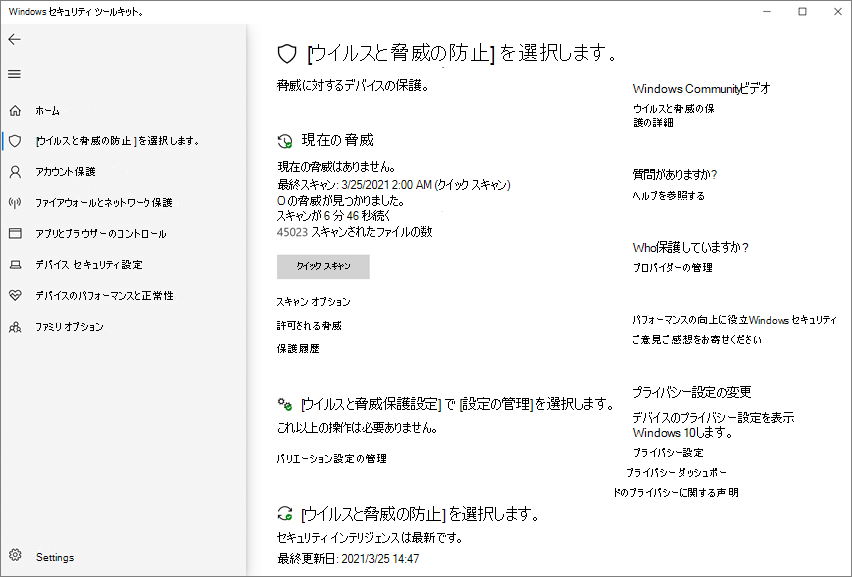 Windows セキュリティ ツールキット。
ホーム
[ウイルスと脅威の防止] を選択します。
アカウント保護
ファイアウォールとネットワーク保護
アプリとブラウザーのコントロール
デバイス セキュリティ設定
デバイスのパフォーマンスと正常性
ファミリ オプション
Settings
[ウイルスと脅威の防止] を選択します。
脅威に対するデバイスの保護。
現在の脅威
現在の脅威はありません。
最終スキャン: 3/25/2021 2:00 AM (クイック スキャン)
0 の脅威が見つかりました。
スキャンが 6 分 46 秒続く
45023 スキャンされたファイルの数
クイック スキャン
スキャン オプション
許可される脅威
保護履歴
[ウイルスと脅威保護設定] で [設定の管理] を選択します。
これ以上の操作は必要ありません。
バリエーション設定の管理
[ウイルスと脅威の防止] を選択します。
セキュリティ インテリジェンスは最新です。
最終更新日: 2021/3/25 14:47
Windows Communityビデオ
ウイルスと脅威の保
護の詳細
質問がありますか?
ヘルプを参照する
Who保護していますか?
プロバイダーの管理
パフォーマンスの向上に役立Windows セキュリティ
ご意見ご感想をお寄せください
プライバシー設定の変更
デバイスのプライバシー設定を表示
Windows 10します。
プライバシー設定
プライバシー ダッシュボー
ドのプライバシーに関する声明